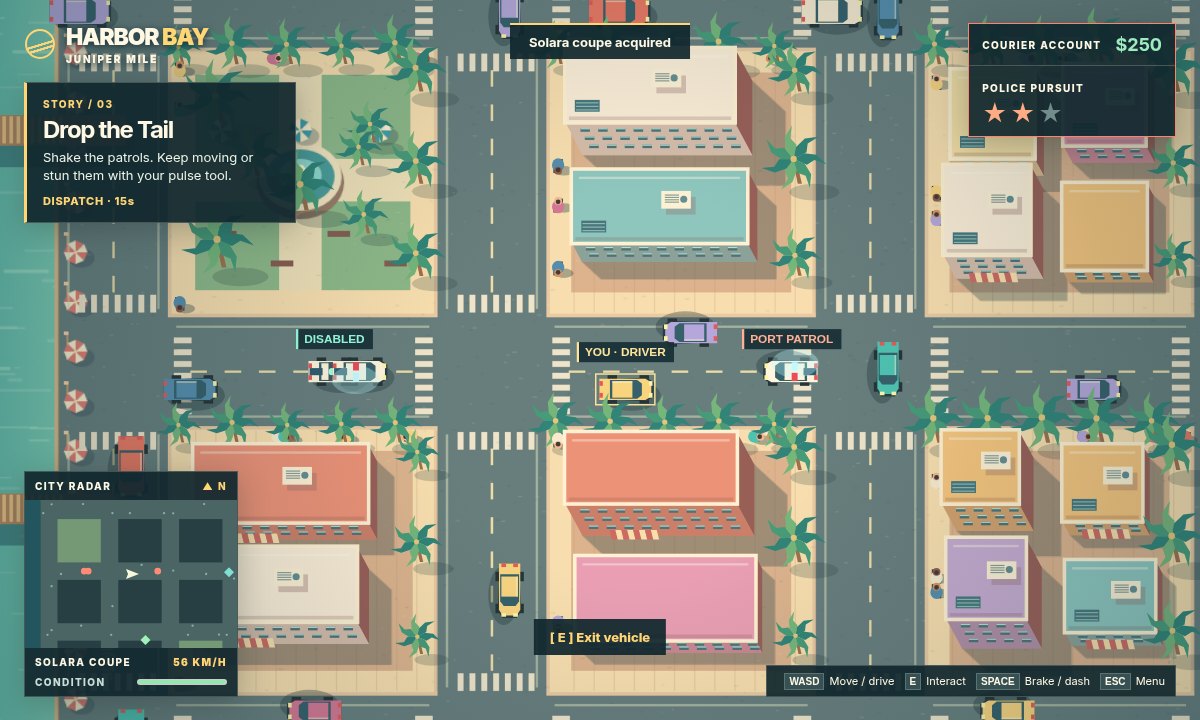 HARBOR BAY
JUNIPER MILE
Solara coupe acquired
COURIER ACCOUNT $250
POLICE PURSUIT
STORY / 03
Drop the Tail
Shake the patrols. Keep moving or
stun them with your pulse tool.
DISPATCH · 15s
DISABLED
YOU · DRIVER
PORT PATROL
CITY RADAR
N
SOLARA COUPE 56 KM/H
CONDITION
[ E ] Exit vehicle
WASD Move / drive E Interact SPACE Brake / dash ESC Menu